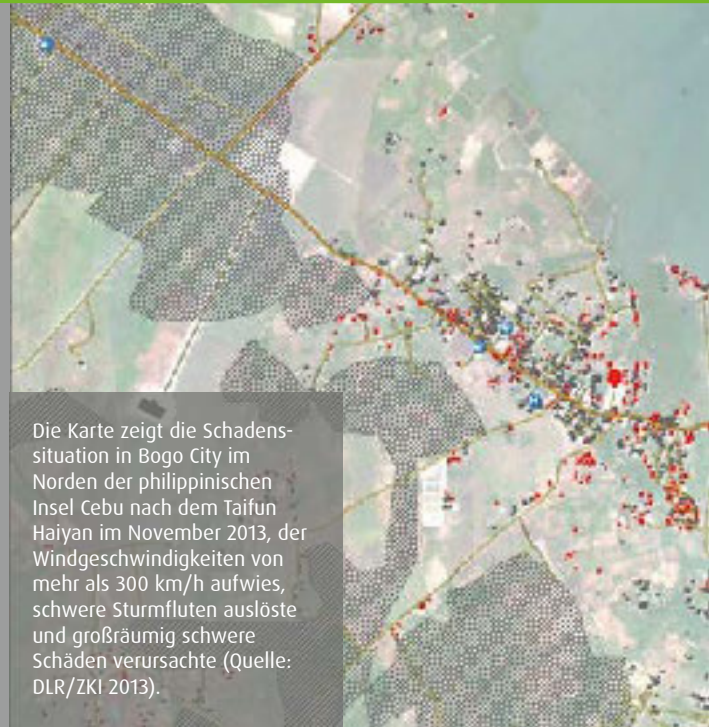 Die Karte zeigt die Schadens-
situation in Bogo City im
Norden der philippinischen
Insel Cebu nach dem Taifun
Haiyan im November 2013, der
Windgeschwindigkeiten von
mehr als 300 km/h aufwies,
schwere Sturmfluten auslöste
und großräumig schwere
Schäden verursachte (Quelle:
DLR/ZKI 2013).